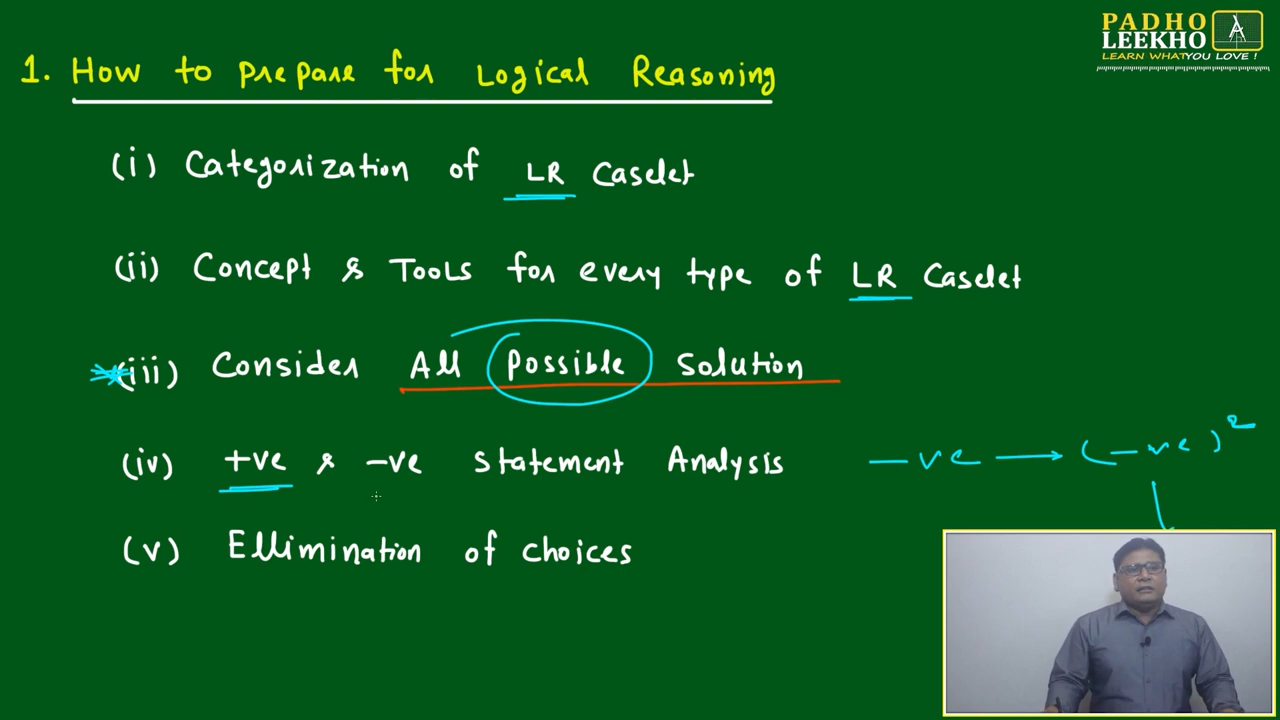 PADHO
LEEKHO
LEARN WHAT YOU LOVE !
1. How to prepare for Logical Reasoning
(i) Categorization of LR Caselet
(ii) Concept & Tools for every type of LR Caselet
(iii) Consider All Possible Solution
(iv) +ve & -ve Statement Analysis -ve → (-ve)²
(v) Ellimination of choices